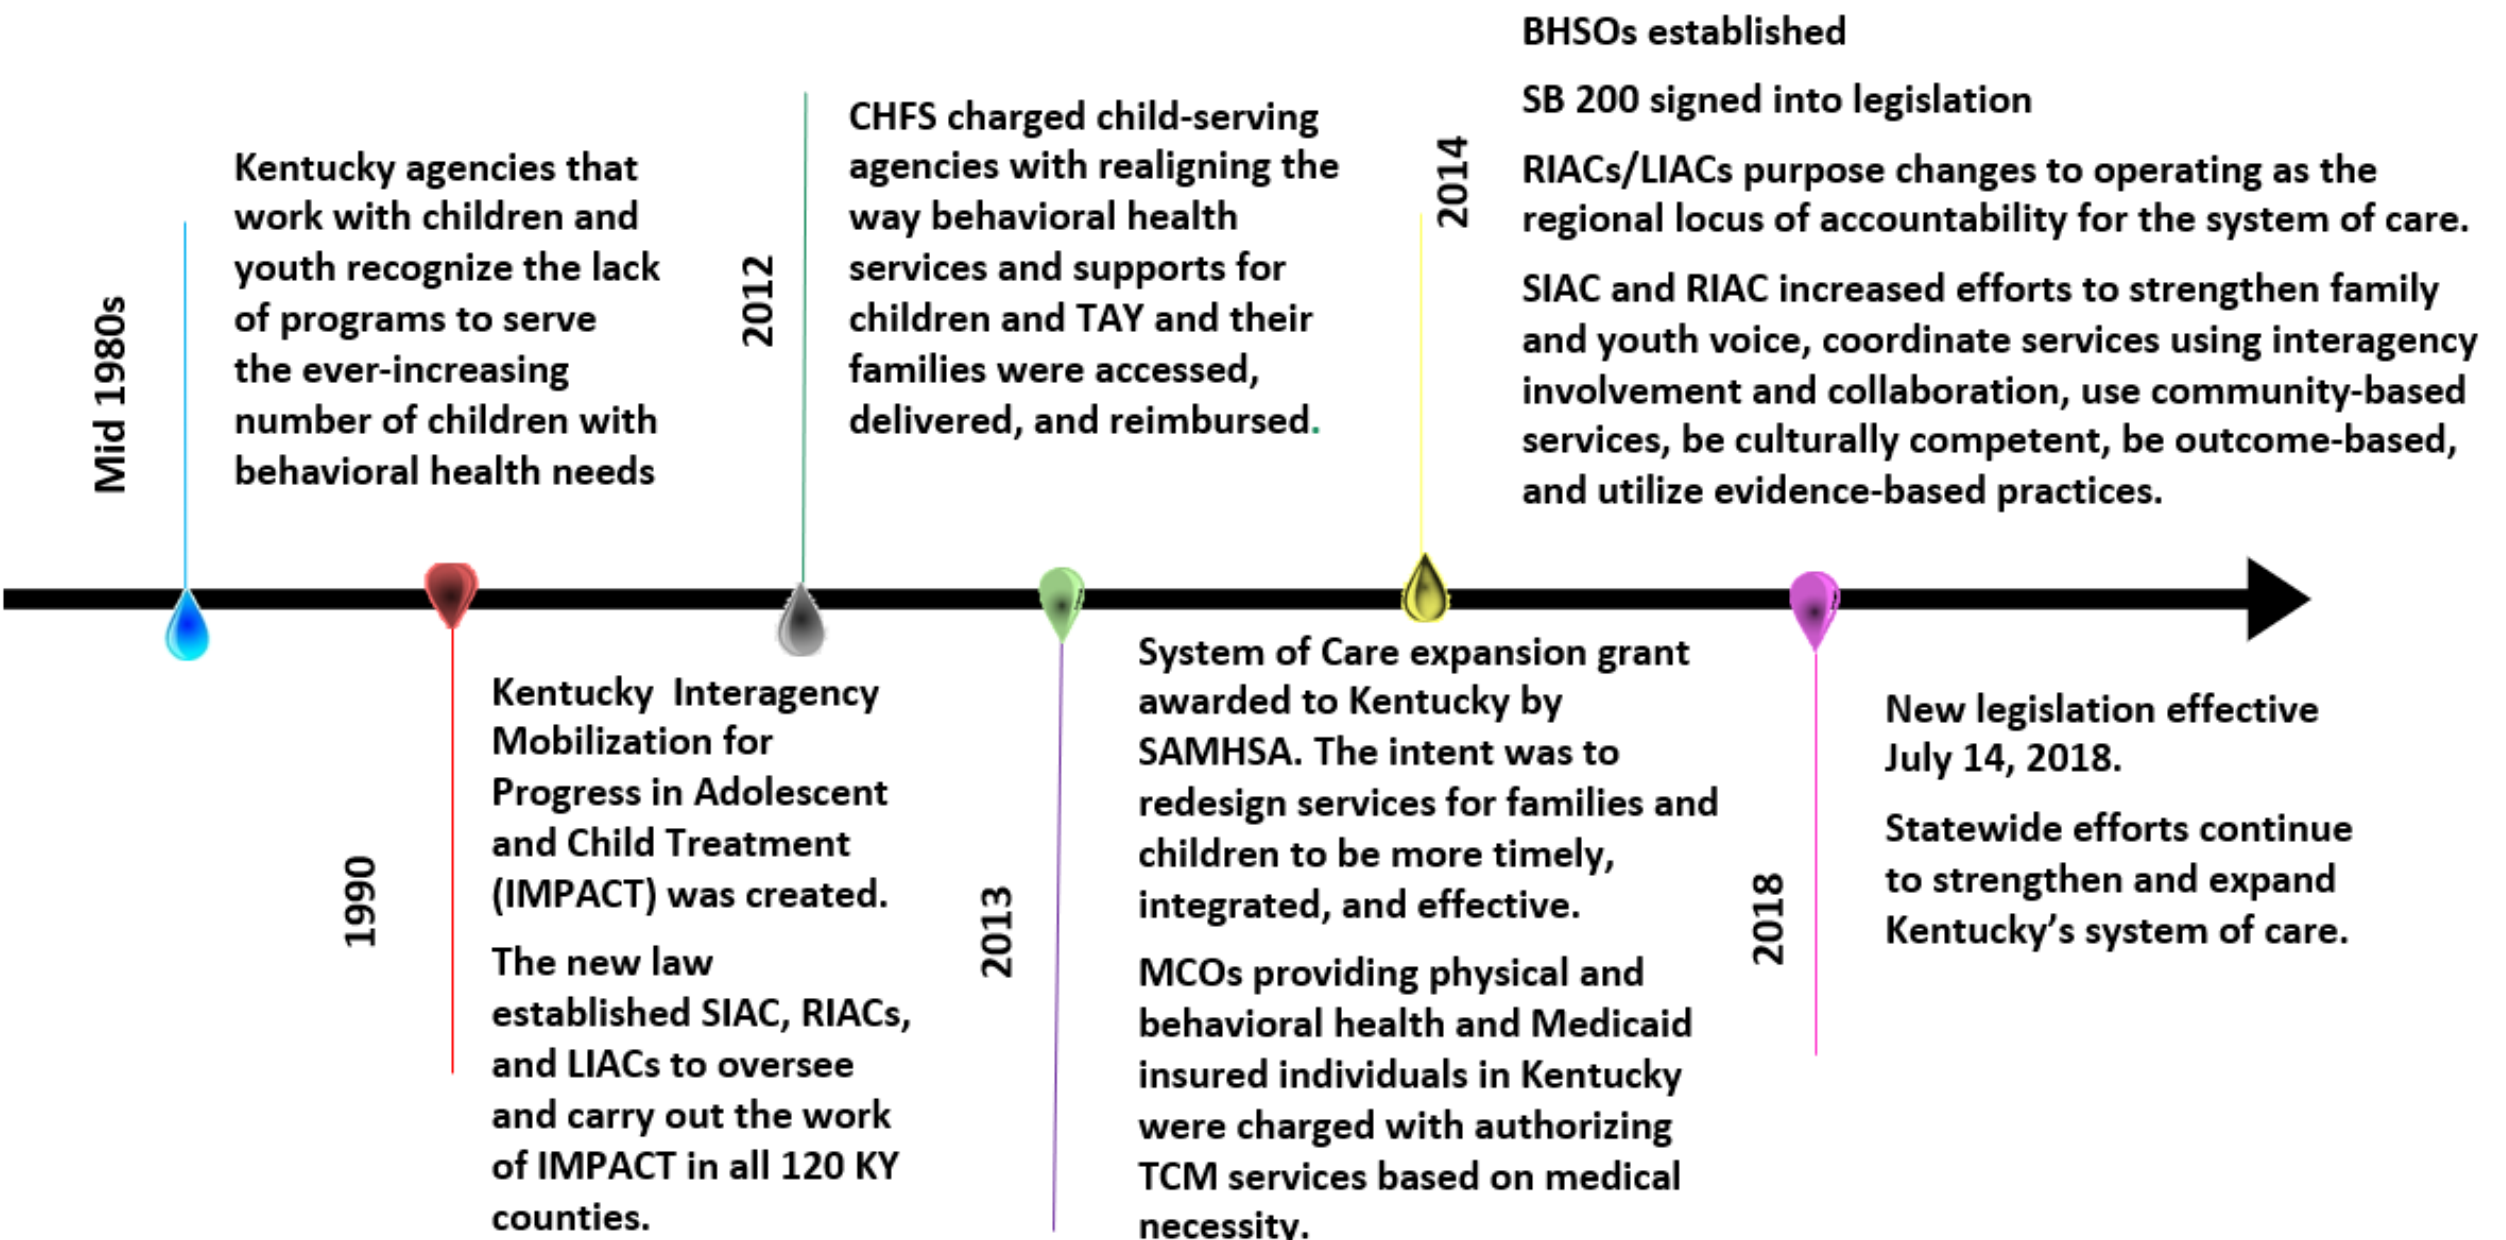 Mid 1980s
Kentucky agencies that
work with children and
youth recognize the lack
of programs to serve
the ever-increasing
number of children with
behavioral health needs
1990
Kentucky  Interagency
Mobilization for
Progress in Adolescent
and Child Treatment
(IMPACT) was created.
The new law
established SIAC, RIACs,
and LIACs to oversee
and carry out the work
of IMPACT in all 120 KY
counties.
2012
CHFS charged child-serving
agencies with realigning the
way behavioral health
services and supports for
children and TAY and their
families were accessed,
delivered, and reimbursed.
2013
System of Care expansion grant
awarded to Kentucky by
SAMHSA. The intent was to
redesign services for families and
children to be more timely,
integrated, and effective.
MCOs providing physical and
behavioral health and Medicaid
insured individuals in Kentucky
were charged with authorizing
TCM services based on medical
necessity.
2014
BHSOs established
SB 200 signed into legislation
RIACs/LIACs purpose changes to operating as the
regional locus of accountability for the system of care.
SIAC and RIAC increased efforts to strengthen family
and youth voice, coordinate services using interagency
involvement and collaboration, use community-based
services, be culturally competent, be outcome-based,
and utilize evidence-based practices.
2018
New legislation effective
July 14, 2018.
Statewide efforts continue
to strengthen and expand
Kentucky’s system of care.